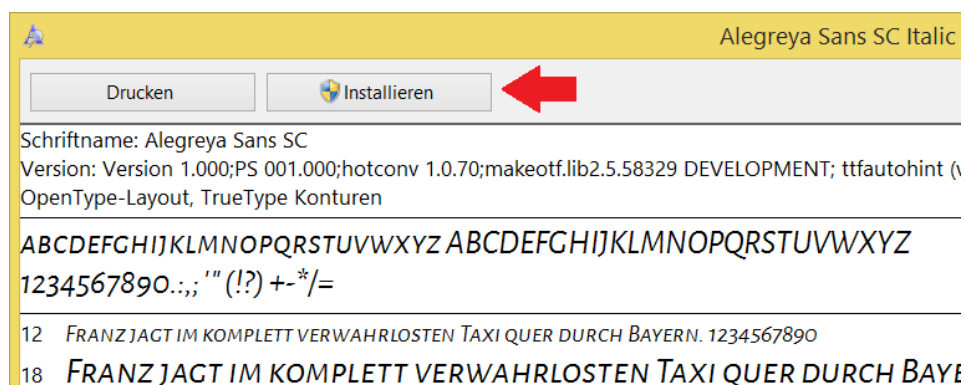 Alegreya Sans SC Italic
Drucken
Installieren
Schriftname: Alegreya Sans SC
Version: Version 1.000;PS 001.000;hotconv 1.0.70;makeotf.lib2.5.58329 DEVELOPMENT; ttfautohint (v
OpenType-Layout, TrueType Konturen
ABCDEFGHIJKLMNOPQRSTUVWXYZ ABCDEFGHIJKLMNOPQRSTUVWXYZ
1234567890.:,; '" (!?) +-*/=
12 Franz jagt im komplett verwahrlosten Taxi quer durch Bayern. 1234567890
18 Franz jagt im komplett verwahrlosten Taxi quer durch Baye